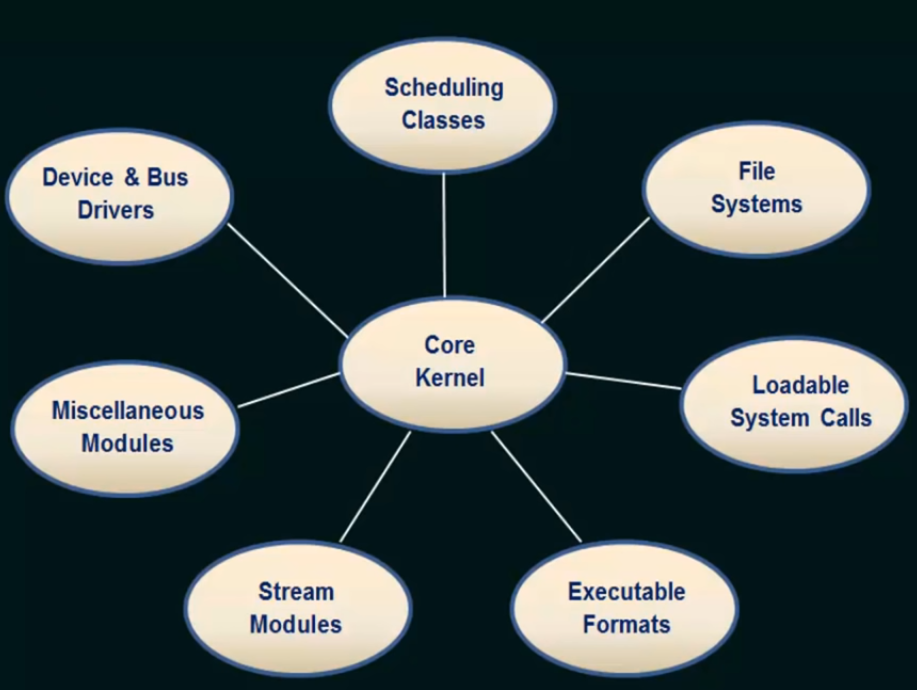 Scheduling
Classes
Device & Bus
Drivers
File
Systems
Core
Kernel
Miscellaneous
Modules
Loadable
System Calls
Stream
Modules
Executable
Formats